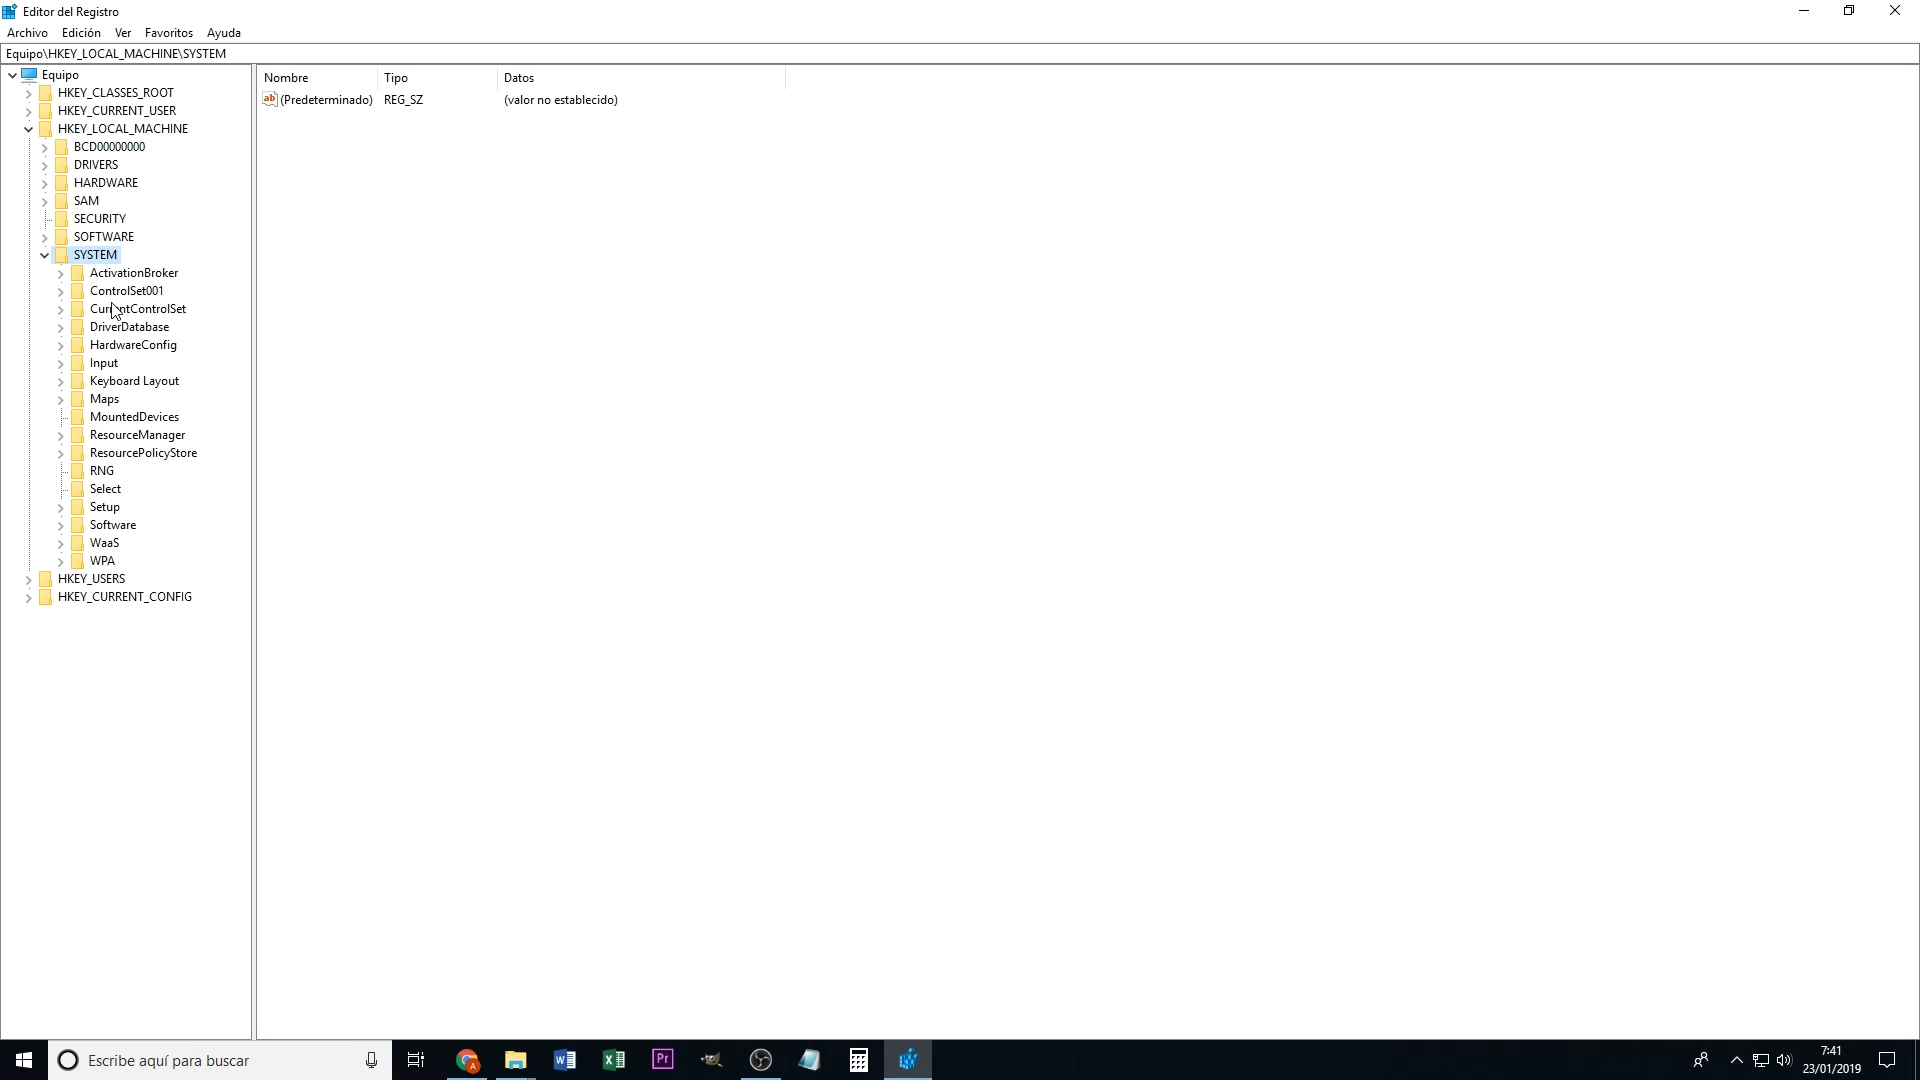 Editor del Registro
Archivo Edición Ver Favoritos Ayuda
Equipo\HKEY_LOCAL_MACHINE\SYSTEM
Equipo
HKEY_CLASSES_ROOT
HKEY_CURRENT_USER
HKEY_LOCAL_MACHINE
BCD00000000
DRIVERS
HARDWARE
SAM
SECURITY
SOFTWARE
SYSTEM
ActivationBroker
ControlSet001
CurrentControlSet
DriverDatabase
HardwareConfig
Input
Keyboard Layout
Maps
MountedDevices
ResourceManager
ResourcePolicyStore
RNG
Select
Setup
Software
WaaS
WPA
HKEY_USERS
HKEY_CURRENT_CONFIG
Nombre Tipo Datos
ab (Predeterminado) REG_SZ (valor no establecido)
Escribe aquí para buscar
A
W
X
Pr
7:41
23/01/2019